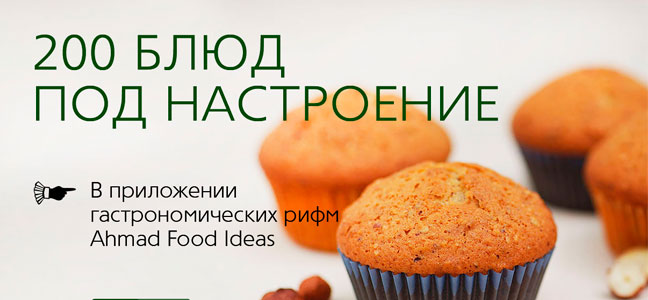 200 БЛЮД
ПОД НАСТРОЕНИЕ
В приложении
гастрономических рифм
Ahmad Food Ideas